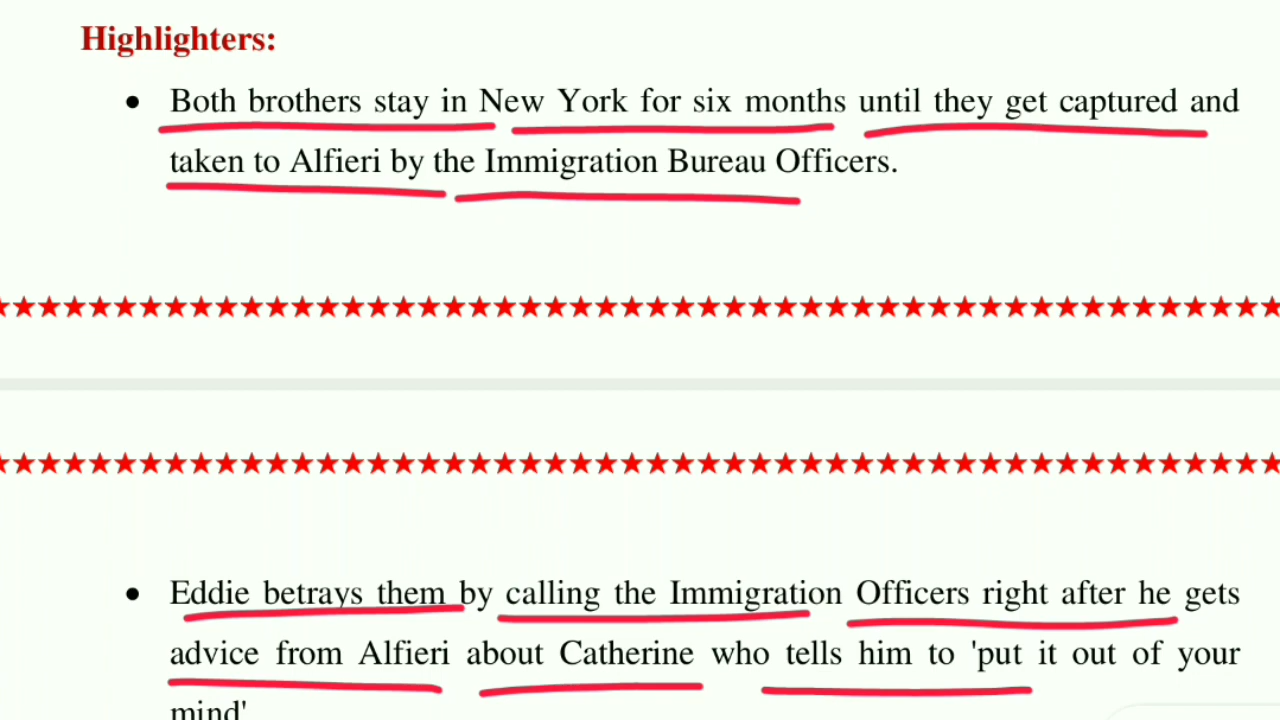 Highlighters:
• Both brothers stay in New York for six months until they get captured and
taken to Alfieri by the Immigration Bureau Officers.
• Eddie betrays them by calling the Immigration Officers right after he gets
advice from Alfieri about Catherine who tells him to 'put it out of your
mind'